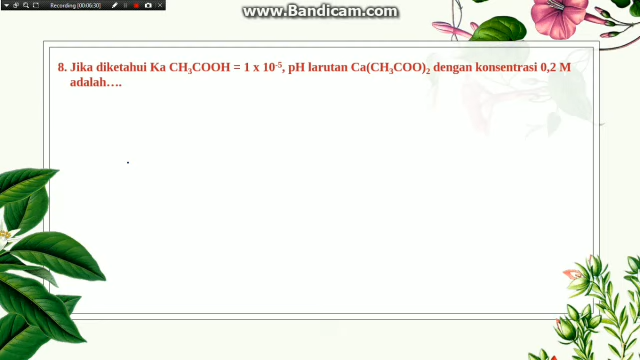 Recording [00:06:30]
www.Bandicam.com
8. Jika diketahui Ka CH₃COOH = 1 x 10⁻⁵, pH larutan Ca(CH₃COO)₂ dengan konsentrasi 0,2 M
adalah….